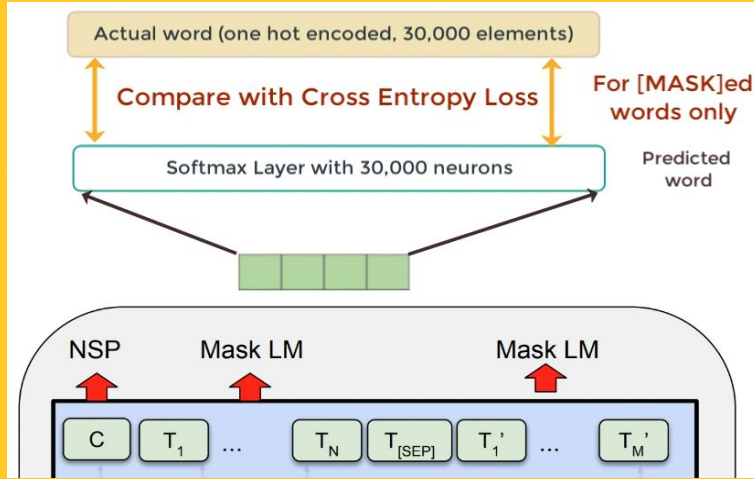 Actual word (one hot encoded, 30,000 elements)
Compare with Cross Entropy Loss
For [MASK]ed
words only
Softmax Layer with 30,000 neurons
Predicted
word
NSP
Mask LM
Mask LM
C
T1
...
TN
T[SEP]
T1'
...
TM'